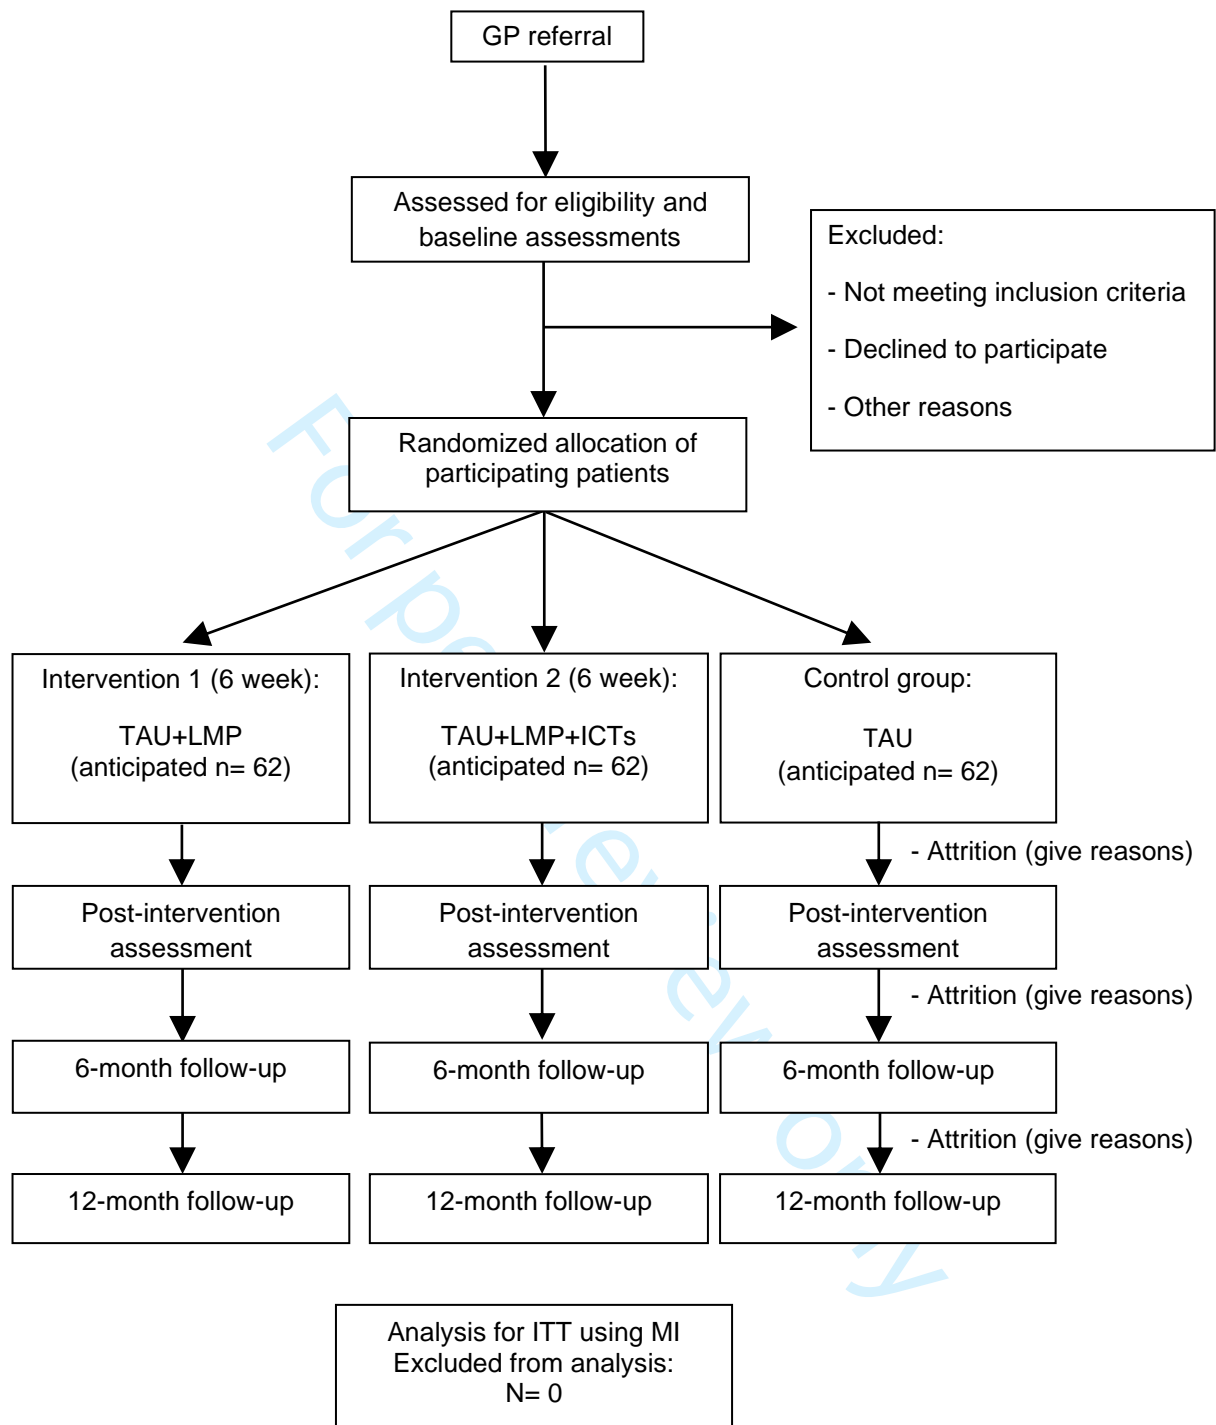 GP referral
Assessed for eligibility and
baseline assessments
Excluded:
- Not meeting inclusion criteria
- Declined to participate
- Other reasons
Randomized allocation of
participating patients
Intervention 1 (6 week):
TAU+LMP
(anticipated n= 62)
Intervention 2 (6 week):
TAU+LMP+ICTs
(anticipated n= 62)
Control group:
TAU
(anticipated n= 62)
- Attrition (give reasons)
Post-intervention
assessment
Post-intervention
assessment
Post-intervention
assessment
- Attrition (give reasons)
6-month follow-up
6-month follow-up
6-month follow-up
- Attrition (give reasons)
12-month follow-up
12-month follow-up
12-month follow-up
Analysis for ITT using MI
Excluded from analysis:
N= 0
For peer review only